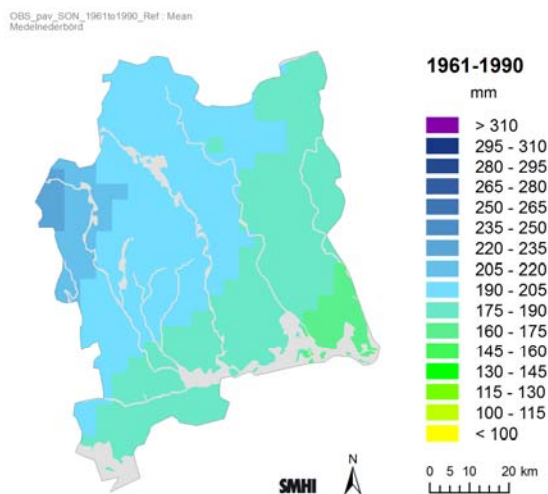 OBS_pav_SON_1961to1990_Ref : Mean
Medelnederbörd
1961-1990
mm
> 310
295 - 310
280 - 295
265 - 280
250 - 265
235 - 250
220 - 235
205 - 220
190 - 205
175 - 190
160 - 175
145 - 160
130 - 145
115 - 130
100 - 115
< 100
SMHI
N
0 5 10 20 km